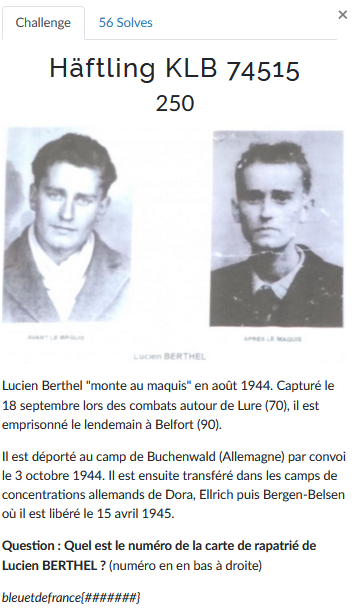 Challenge
56 Solves
×
Häftling KLB 74515
250
AVANT LE MAQUIS
APRES LE MAQUIS
Lucien BERTHEL
Lucien Berthel "monte au maquis" en août 1944. Capturé le
18 septembre lors des combats autour de Lure (70), il est
emprisonné le lendemain à Belfort (90).
Il est déporté au camp de Buchenwald (Allemagne) par convoi
le 3 octobre 1944. Il est ensuite transféré dans les camps de
concentrations allemands de Dora, Ellrich puis Bergen-Belsen
où il est libéré le 15 avril 1945.
Question : Quel est le numéro de la carte de rapatrié de
Lucien BERTHEL ? (numéro en en bas à droite)
bleuetdefrance{#######}